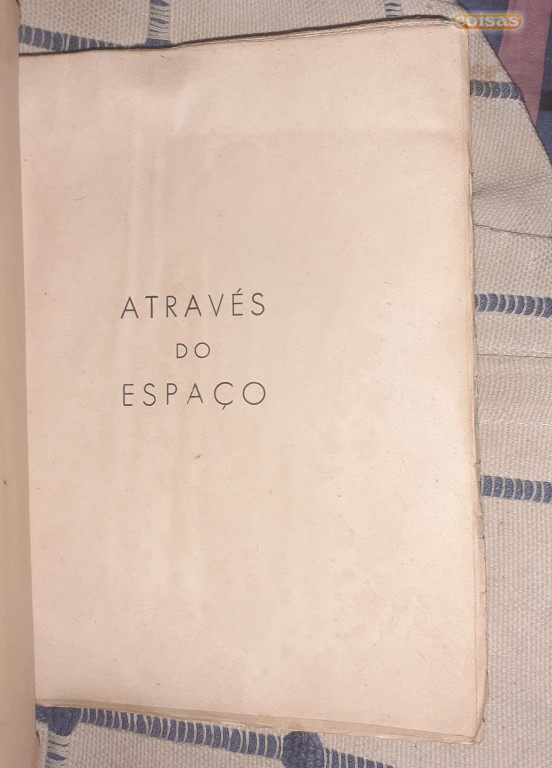 coisas
ATRAVÉS
DO
ESPAÇO